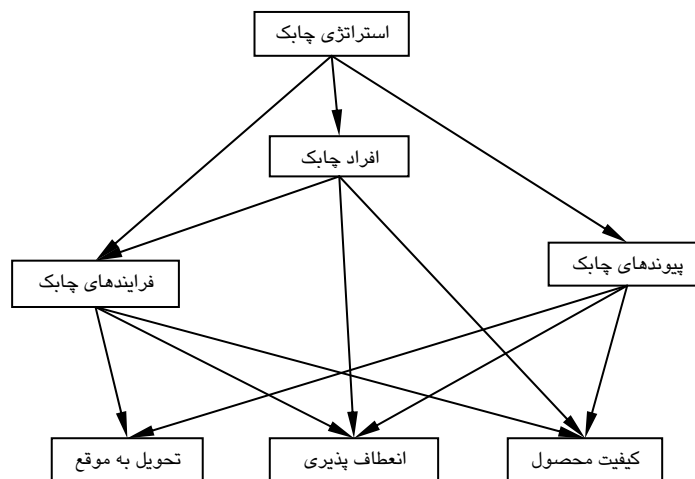 استراتژی چابک
افراد چابک
پیوندهای چابک
فرایندهای چابک
کیفیت محصول
انعطاف پذیری
تحویل به موقع